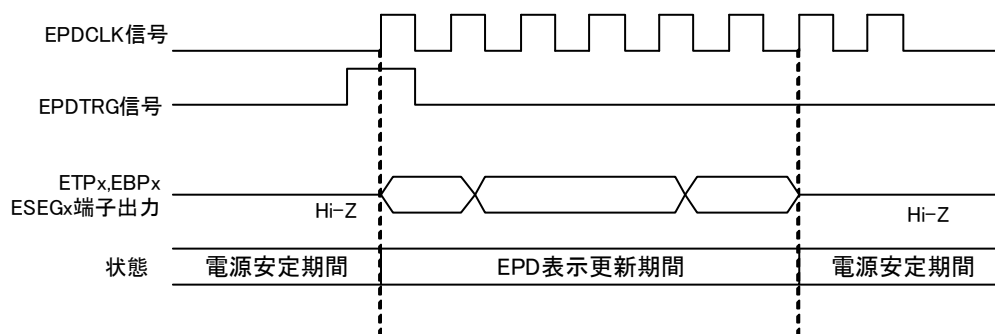 EPDCLK信号
EPDTRG信号
ETPx,EBPx
ESEGx端子出力
Hi-Z
Hi-Z
状態
電源安定期間
EPD表示更新期間
電源安定期間